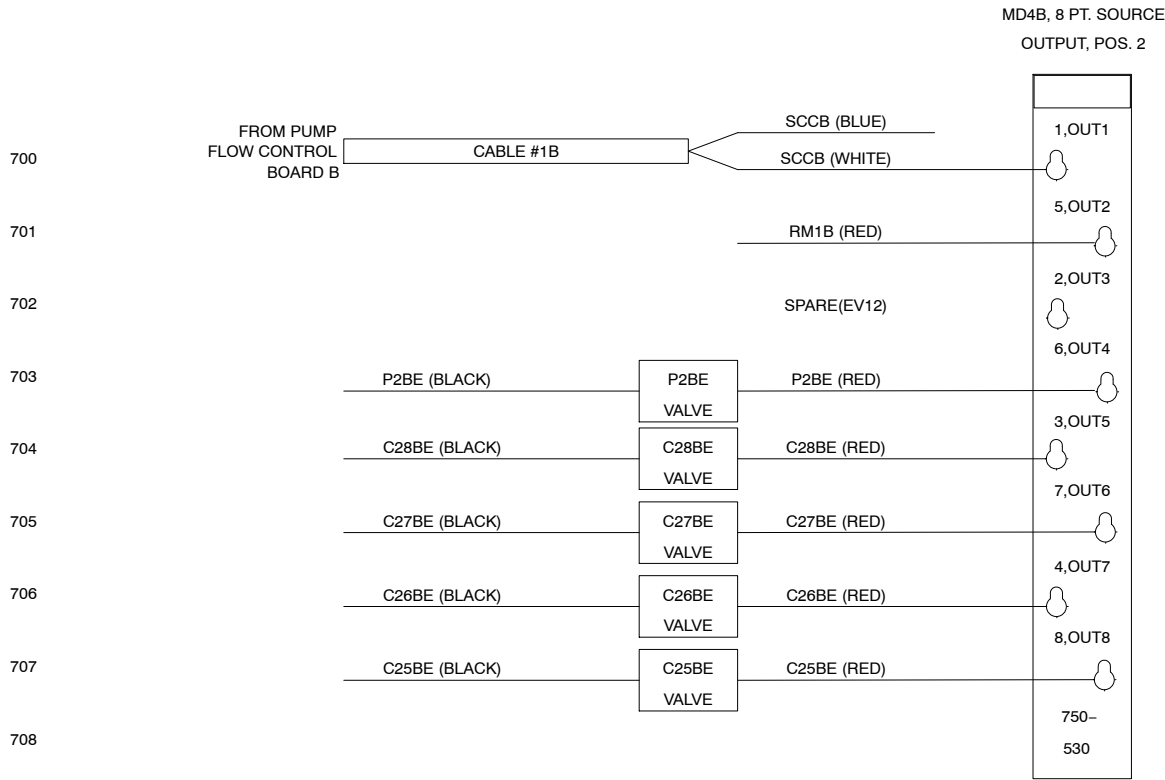 MD4B, 8 PT. SOURCE
OUTPUT, POS. 2
SCCB (BLUE)
1,OUT1
FROM PUMP
FLOW CONTROL
BOARD B
700
CABLE #1B
SCCB (WHITE)
5,OUT2
701
RM1B (RED)
2,OUT3
702
SPARE(EV12)
6,OUT4
703
P2BE (BLACK)
P2BE
VALVE
P2BE (RED)
3,OUT5
704
C28BE (BLACK)
C28BE
VALVE
C28BE (RED)
7,OUT6
705
C27BE (BLACK)
C27BE
VALVE
C27BE (RED)
4,OUT7
706
C26BE (BLACK)
C26BE
VALVE
C26BE (RED)
8,OUT8
707
C25BE (BLACK)
C25BE
VALVE
C25BE (RED)
750–
530
708